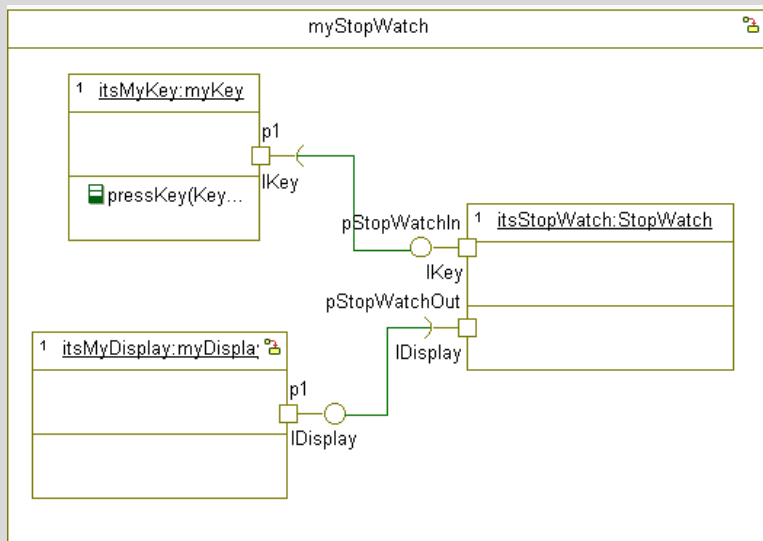 myStopWatch
1 itsMyKey:myKey
p1
IKey
pressKey(Key...
pStopWatchIn
IKey
1 itsStopWatch:StopWatch
pStopWatchOut
IDisplay
1 itsMyDisplay:myDispla
p1
IDisplay